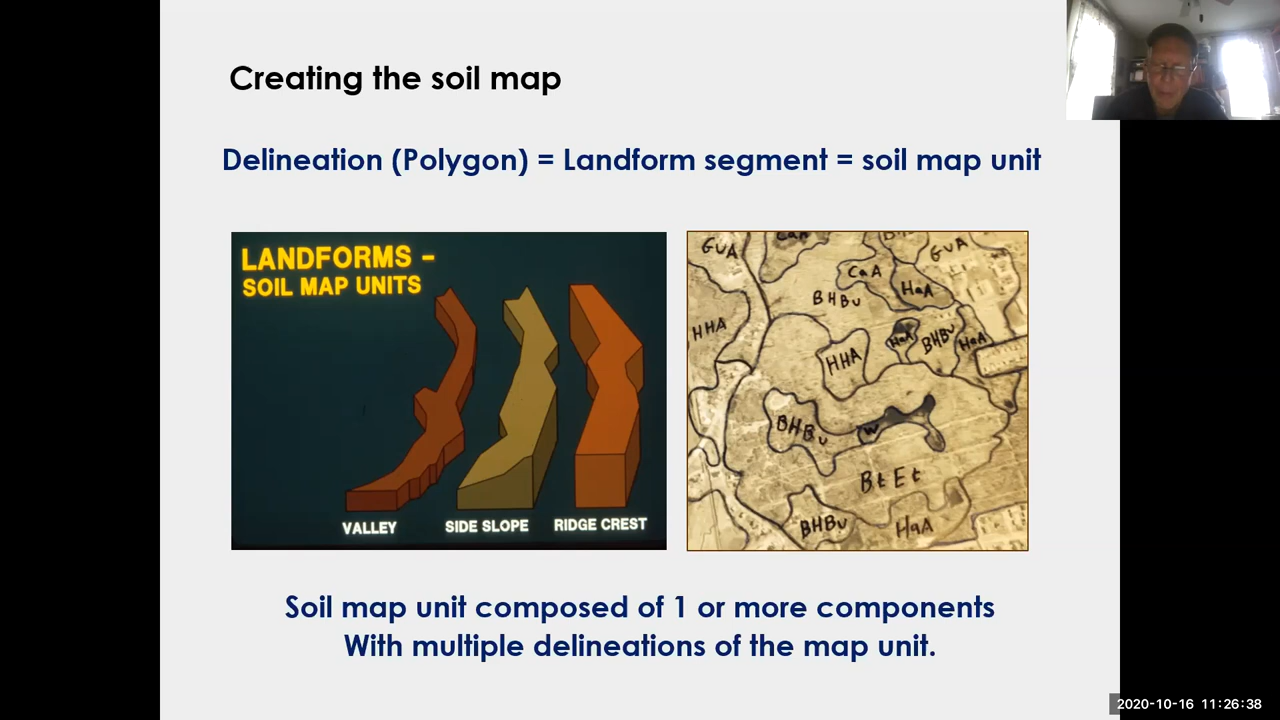 Creating the soil map
Delineation (Polygon) = Landform segment = soil map unit
LANDFORMS –
SOIL MAP UNITS
VALLEY
SIDE SLOPE
RIDGE CREST
GUA
GUA
CaA
HaA
BHBu
HHA
HHA
BHBu
HaA
BHBu
W
BtEt
BHBu
HaA
Soil map unit composed of 1 or more components
With multiple delineations of the map unit.
2020-10-16 11:26:38